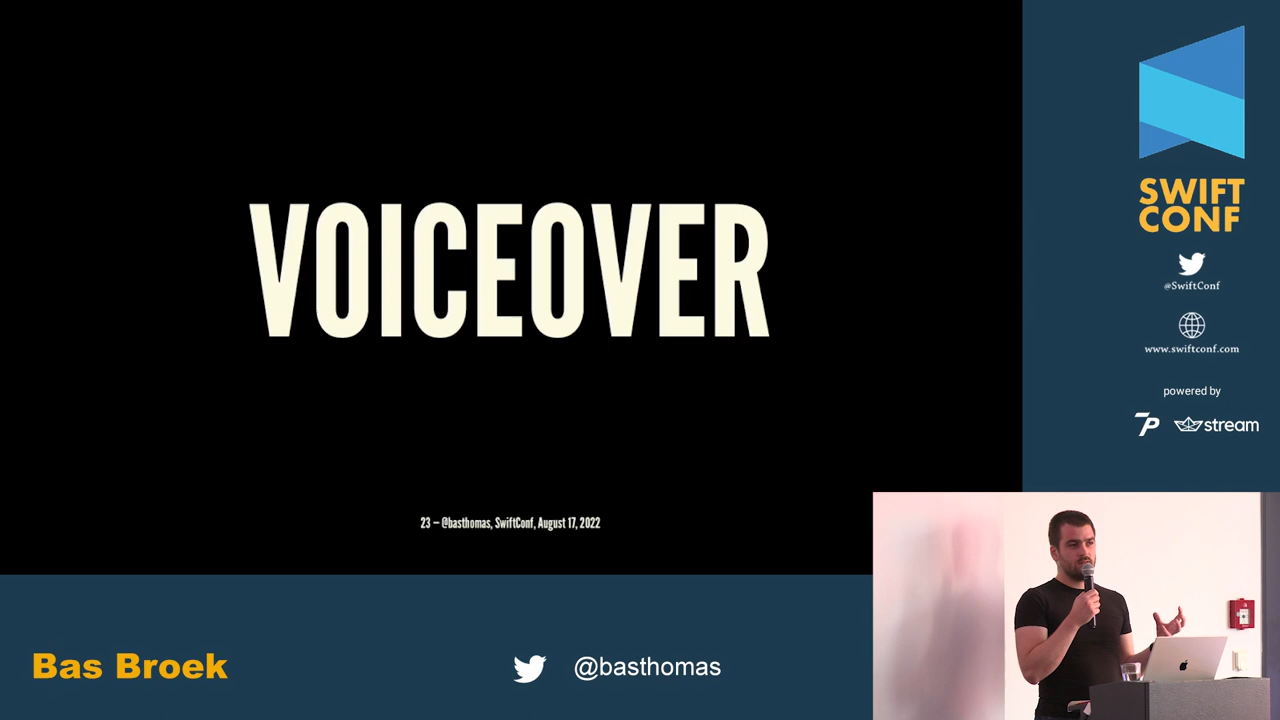 VOICEOVER
23 – @basthomas, SwiftConf, August 17, 2022
SWIFT
CONF
@SwiftConf
www.swiftconf.com
powered by
7P stream
Bas Broek
@basthomas